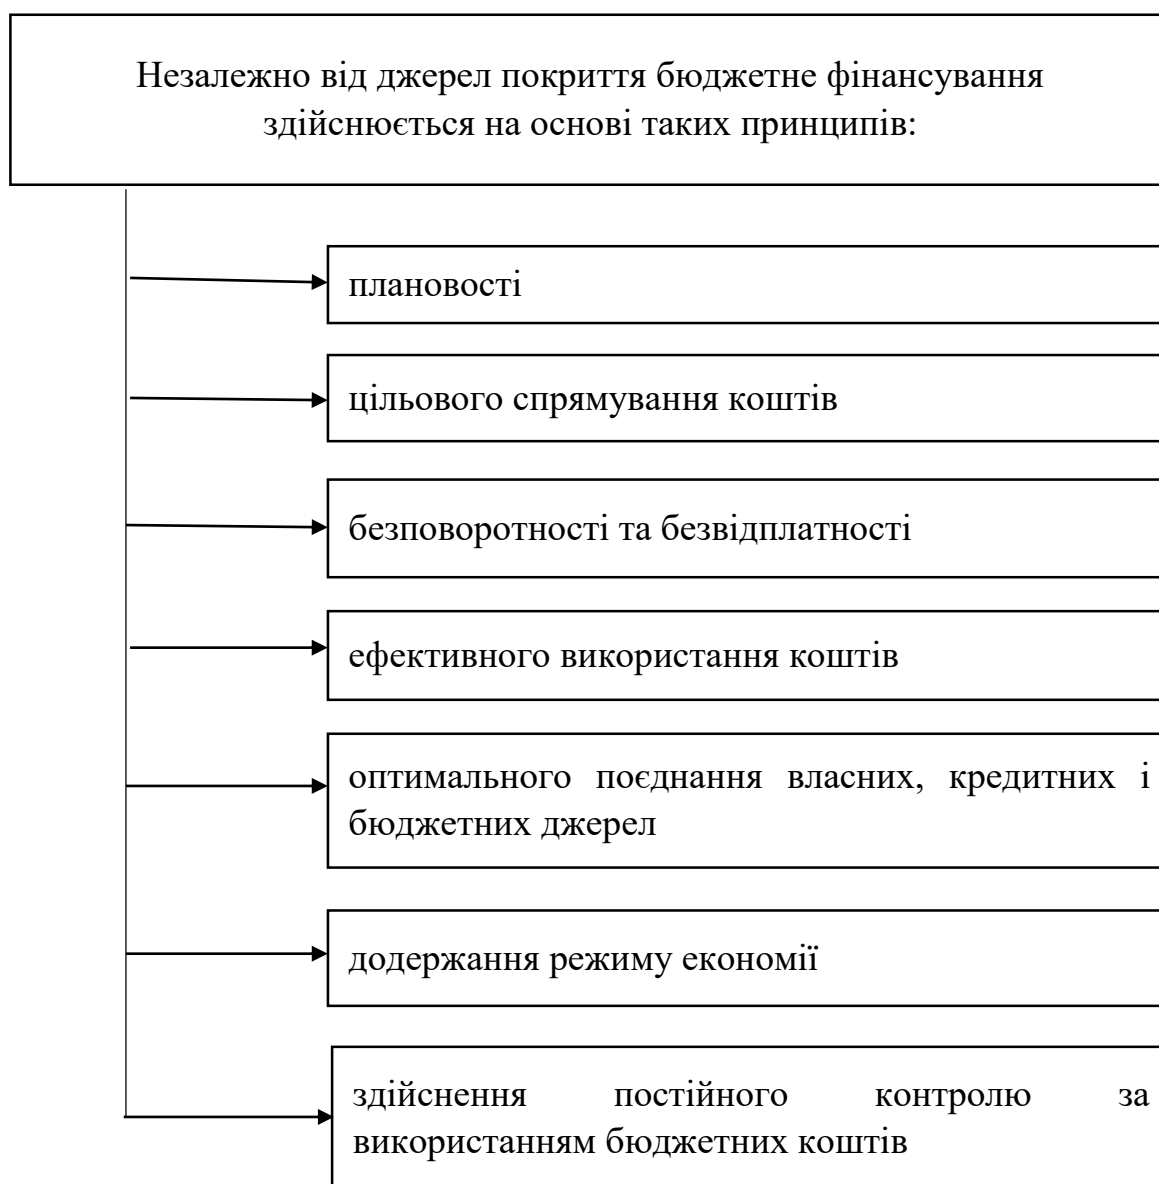 Незалежно від джерел покриття бюджетне фінансування
здійснюється на основі таких принципів:
плановості
цільового спрямування коштів
безповоротності та безвідплатності
ефективного використання коштів
оптимального поєднання власних, кредитних і
бюджетних джерел
додержання режиму економії
здійснення постійного контролю за
використанням бюджетних коштів